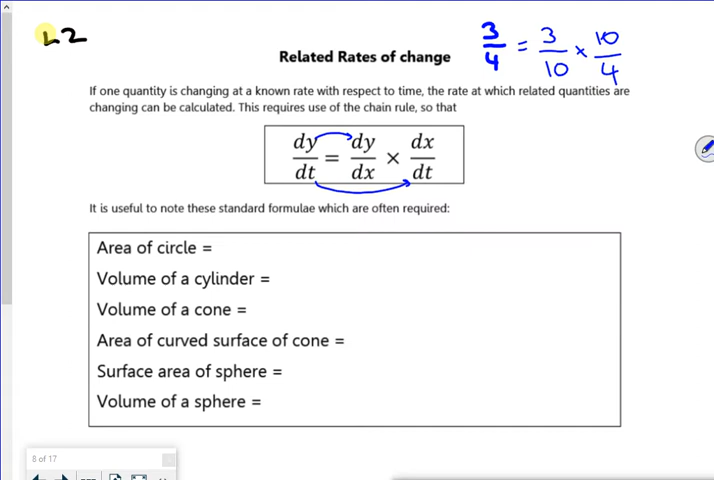 L2
3/4 = 3/10 × 10/4
Related Rates of change
If one quantity is changing at a known rate with respect to time, the rate at which related quantities are
changing can be calculated. This requires use of the chain rule, so that
dy/dt = dy/dx × dx/dt
It is useful to note these standard formulae which are often required:
Area of circle =
Volume of a cylinder =
Volume of a cone =
Area of curved surface of cone =
Surface area of sphere =
Volume of a sphere =
8 of 17